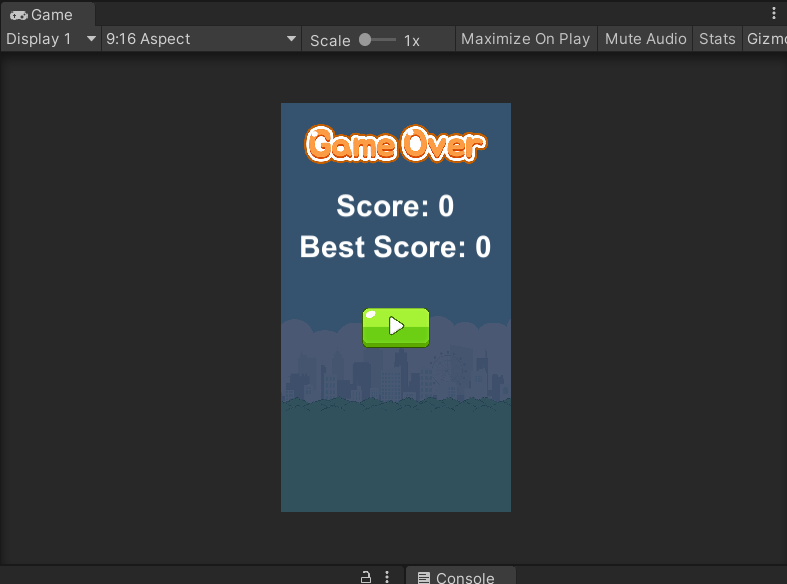 Game
Display 1 9:16 Aspect Scale 1x Maximize On Play Mute Audio Stats Gizmo
Game Over
Score: 0
Best Score: 0
Console